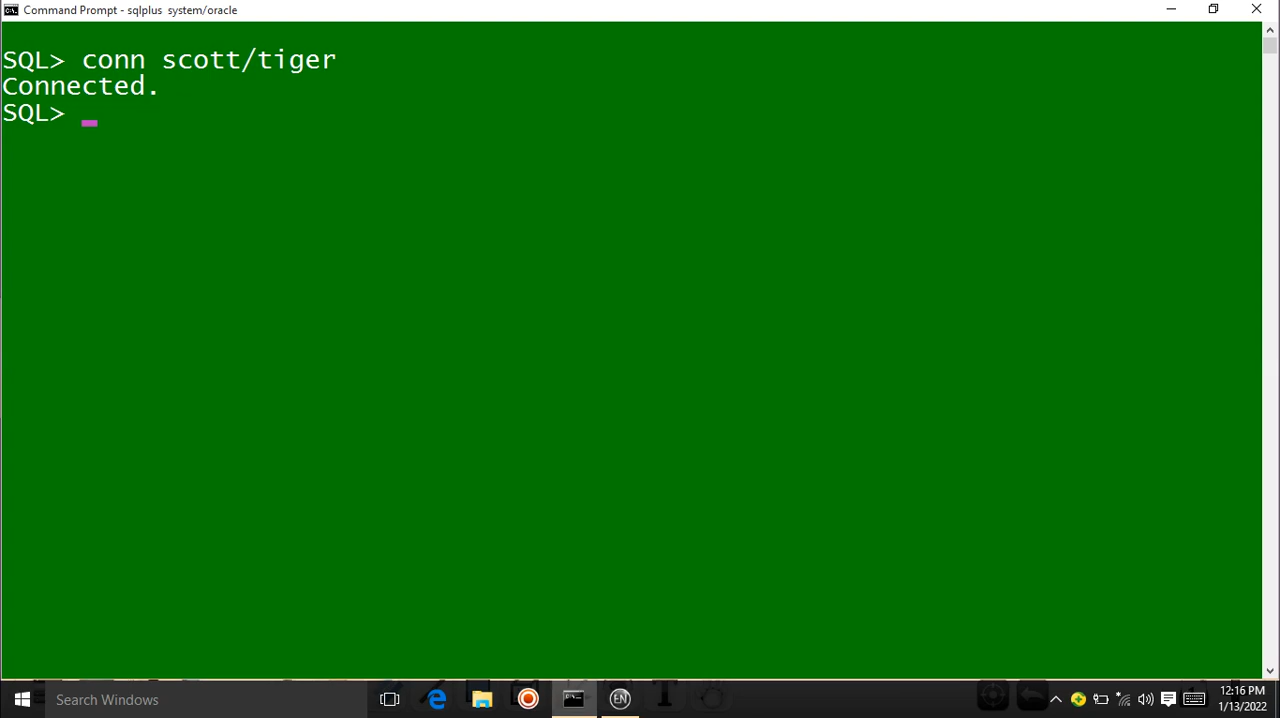 Command Prompt - sqlplus  system/oracle
SQL> conn scott/tiger
Connected.
SQL>
Search Windows
EN
T
12:16 PM
1/13/2022